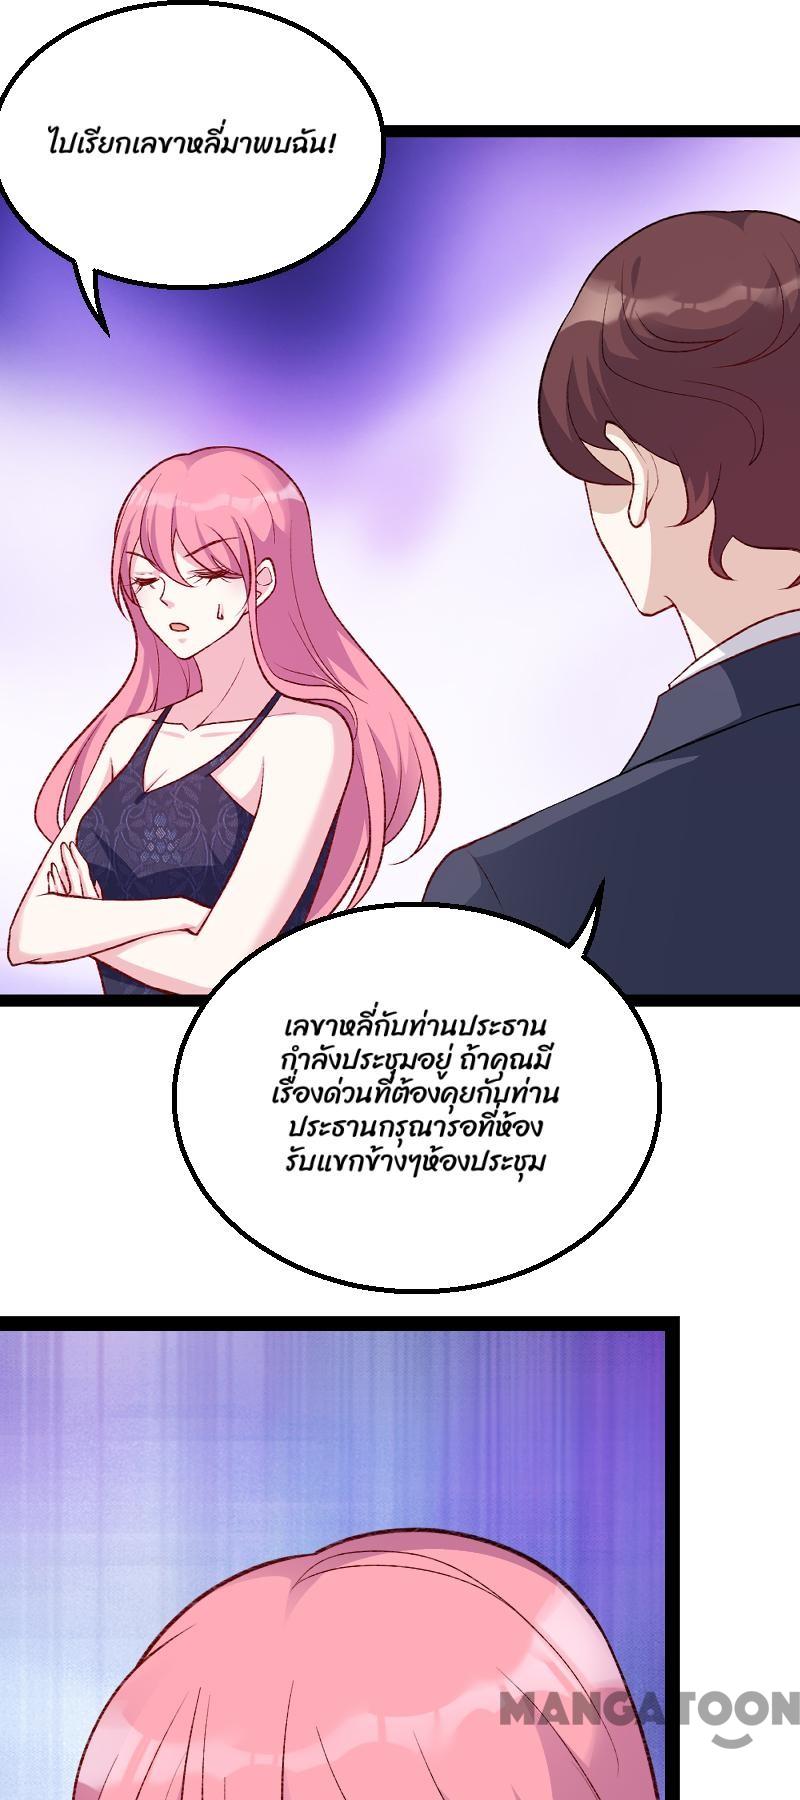 ไปเรียกเลขาหลี่มาพบฉัน!
เลขาหลี่กับท่านประธาน
กำลังประชุมอยู่ ถ้าคุณมี
เรื่องด่วนที่ต้องคุยกับท่าน
ประธานกรุณารอที่ห้อง
รับแขกข้างๆห้องประชุม
MANGATOON